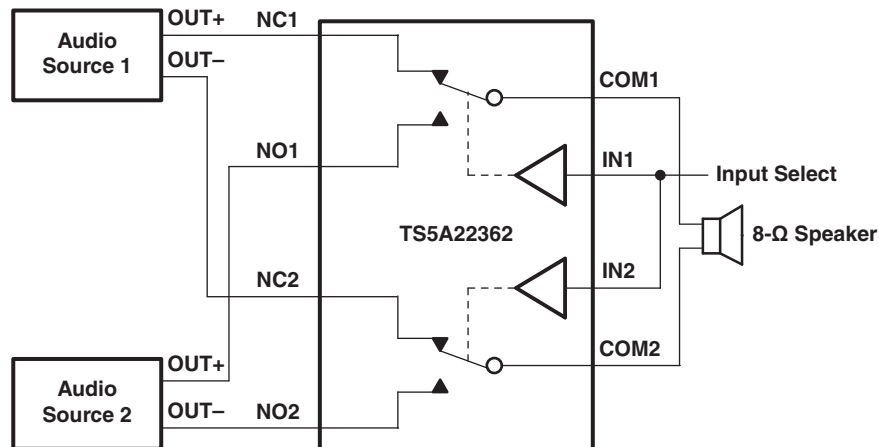 Audio
Source 1
OUT+
NC1
OUT–
COM1
NO1
IN1
Input Select
TS5A22362
8-Ω Speaker
IN2
NC2
COM2
Audio
Source 2
OUT+
OUT–
NO2